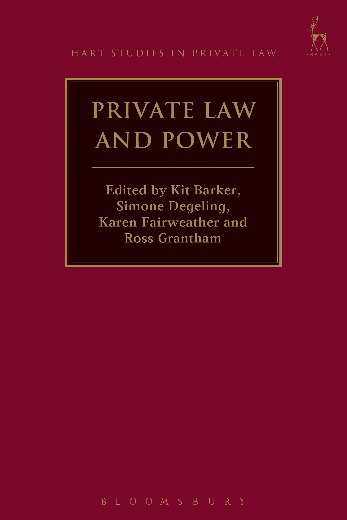 HART STUDIES IN PRIVATE LAW
PRIVATE LAW
AND POWER
Edited by Kit Barker,
Simone Degeling,
Karen Fairweather and
Ross Grantham
BLOOMSBURY